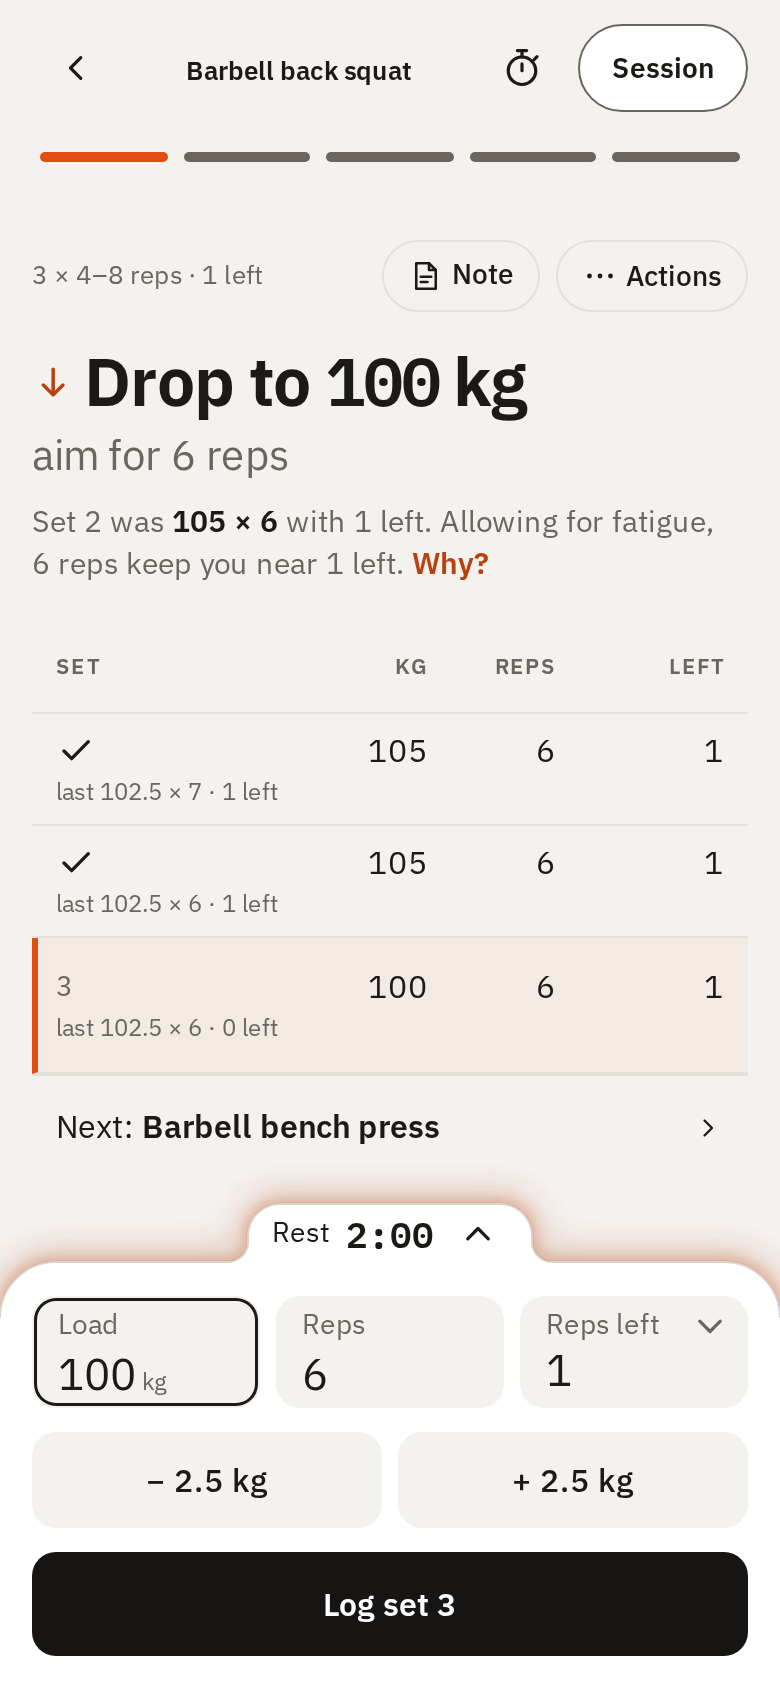 Barbell back squat
Session
3 × 4–8 reps · 1 left
Note
Actions
Drop to 100 kg
aim for 6 reps
Set 2 was 105 × 6 with 1 left. Allowing for fatigue,
6 reps keep you near 1 left. Why?
SET KG REPS LEFT
105 6 1
last 102.5 × 7 · 1 left
105 6 1
last 102.5 × 6 · 1 left
3 100 6 1
last 102.5 × 6 · 0 left
Next: Barbell bench press
Rest 2:00
Load Reps Reps left
100 kg 6 1
− 2.5 kg + 2.5 kg
Log set 3